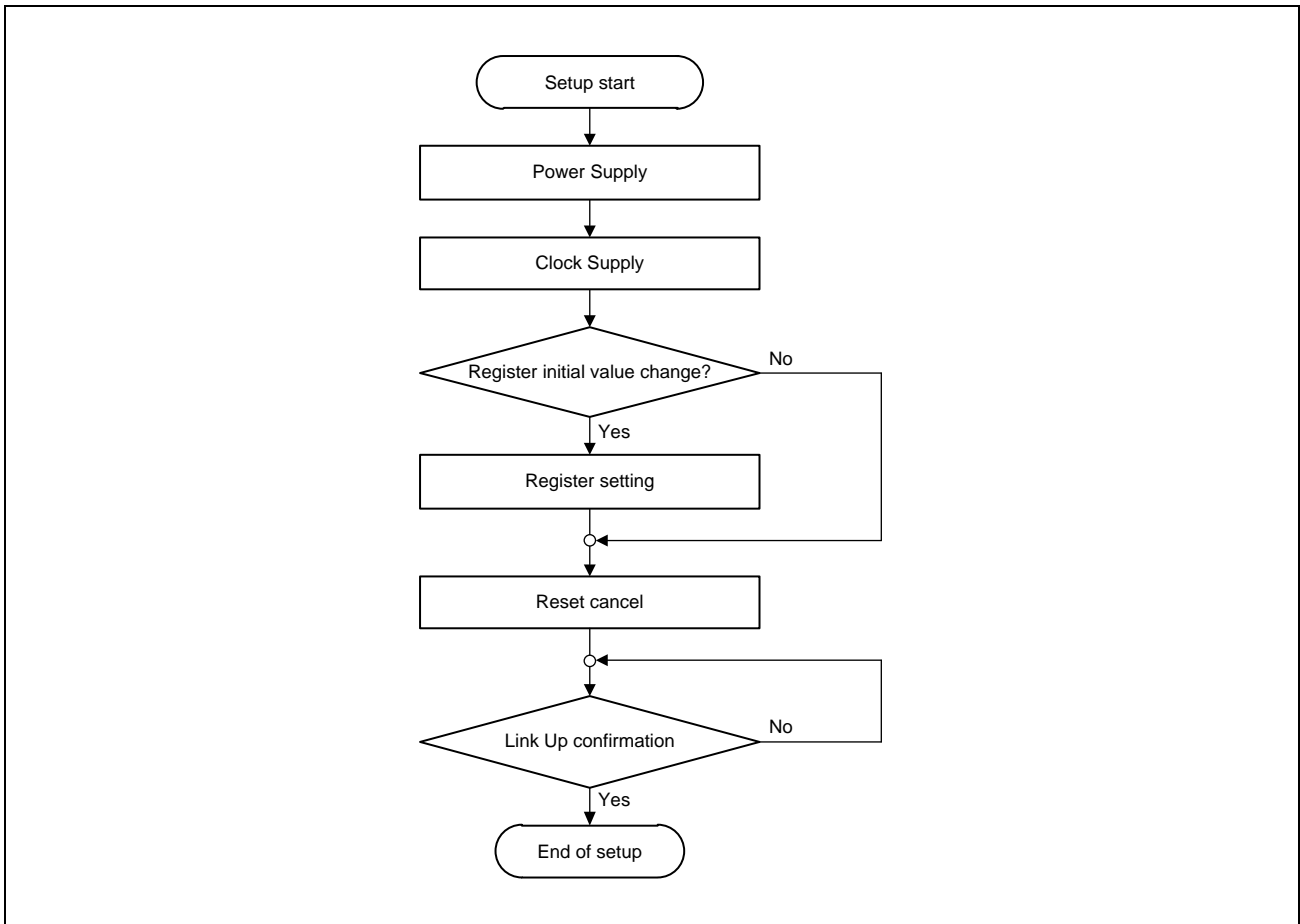 Setup start
Power Supply
Clock Supply
Register initial value change?
No
Yes
Register setting
Reset cancel
Link Up confirmation
No
Yes
End of setup